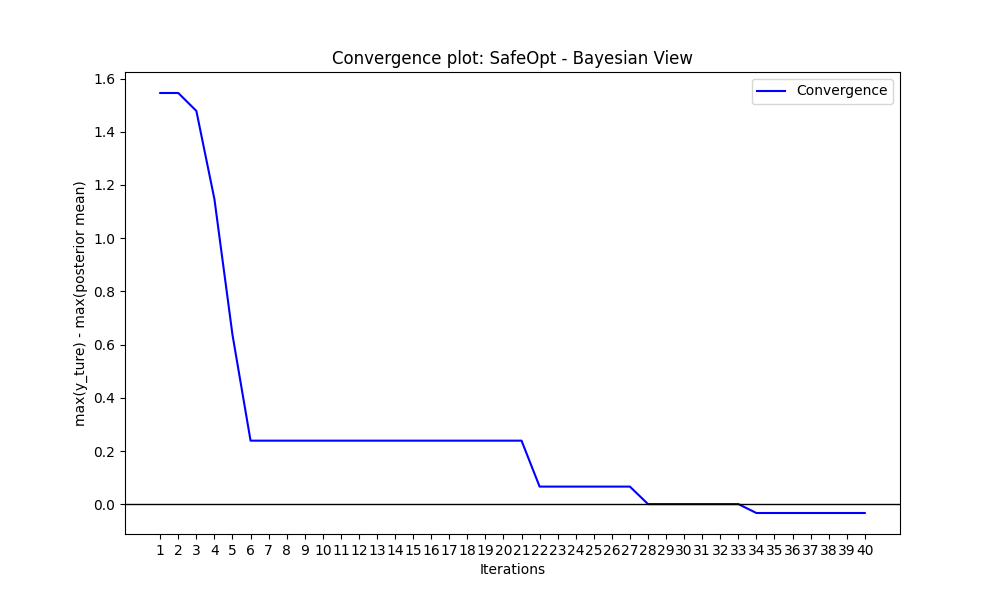 Convergence plot: SafeOpt - Bayesian View
Convergence
max(y_ture) - max(posterior mean)
1.6
1.4
1.2
1.0
0.8
0.6
0.4
0.2
0.0
1 2 3 4 5 6 7 8 9 10 11 12 13 14 15 16 17 18 19 20 21 22 23 24 25 26 27 28 29 30 31 32 33 34 35 36 37 38 39 40
Iterations